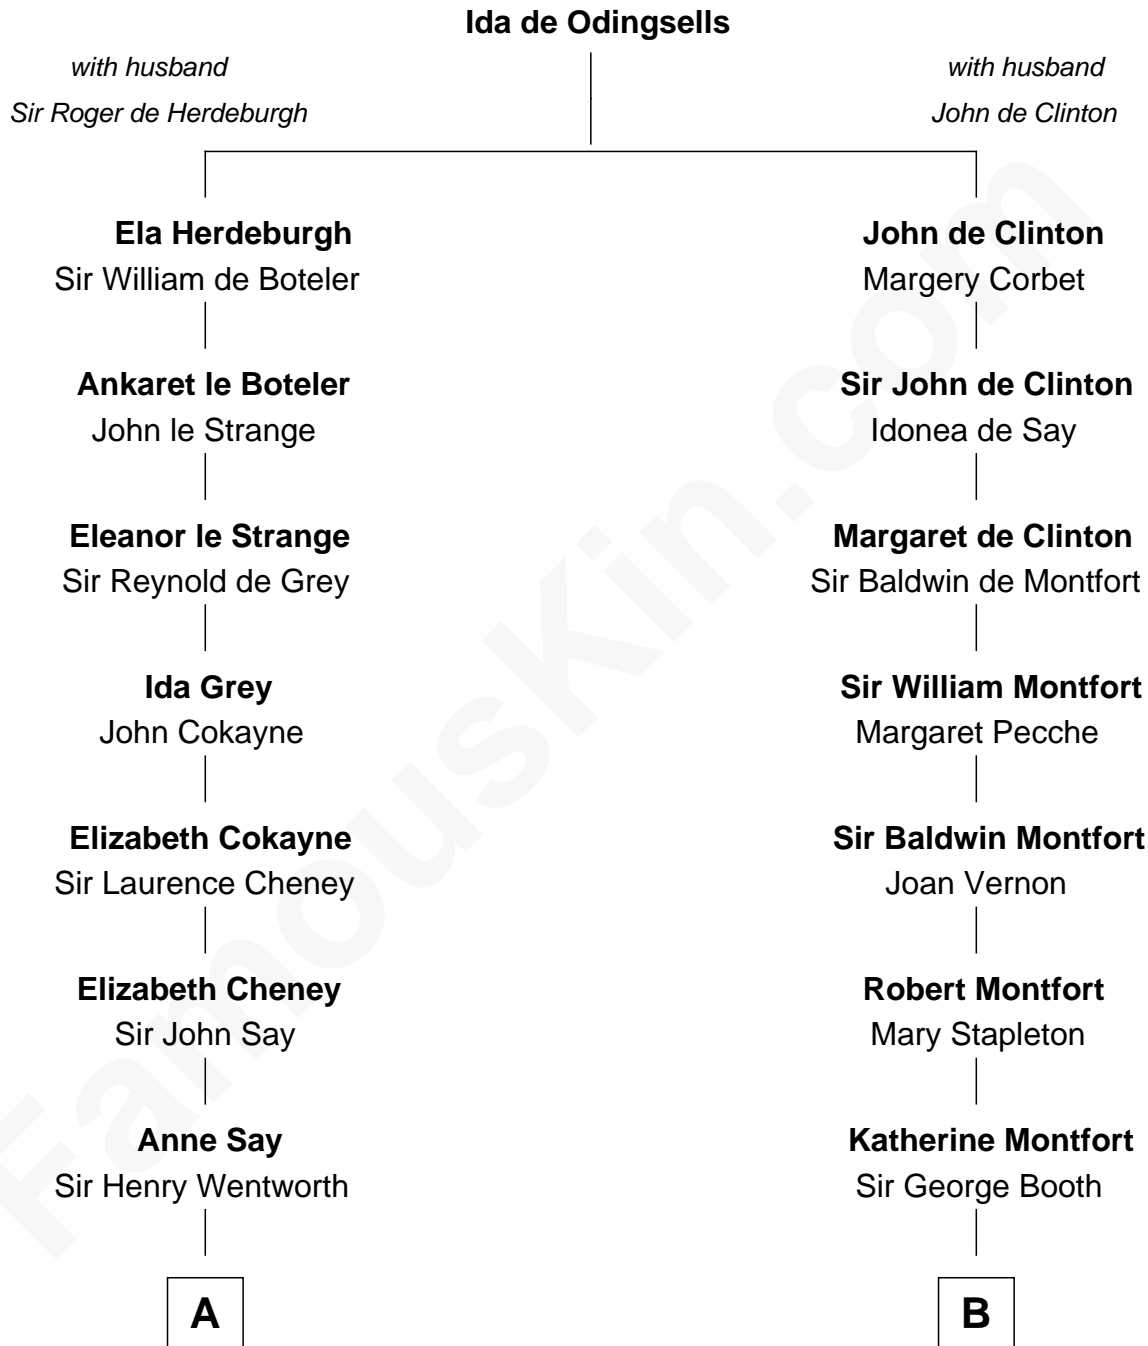 Ida de Odingsells
with husband
Sir Roger de Herdeburgh
with husband
John de Clinton
Ela Herdeburgh
Sir William de Boteler
Ankaret le Boteler
John le Strange
Eleanor le Strange
Sir Reynold de Grey
Ida Grey
John Cokayne
Elizabeth Cokayne
Sir Laurence Cheney
Elizabeth Cheney
Sir John Say
Anne Say
Sir Henry Wentworth
A
John de Clinton
Margery Corbet
Sir John de Clinton
Idonea de Say
Margaret de Clinton
Sir Baldwin de Montfort
Sir William Montfort
Margaret Pecche
Sir Baldwin Montfort
Joan Vernon
Robert Montfort
Mary Stapleton
Katherine Montfort
Sir George Booth
B
FamousKin.com